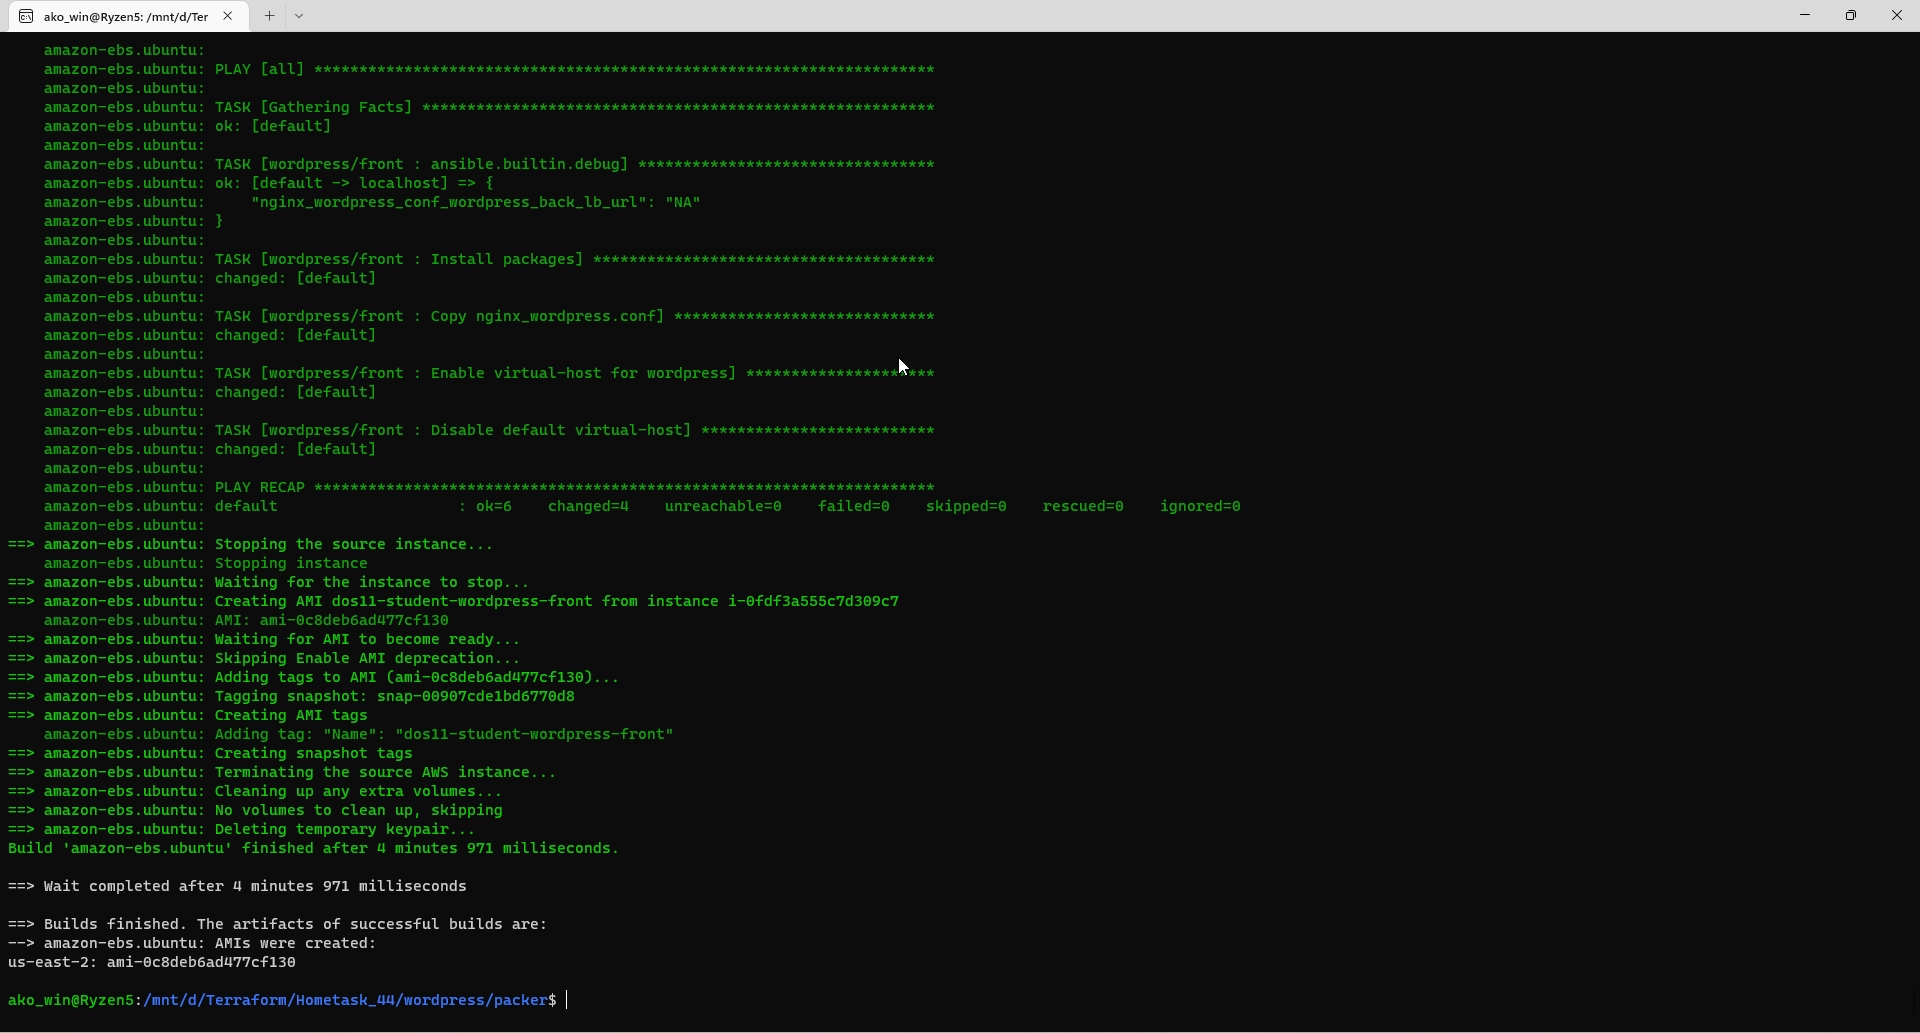 ako_win@Ryzen5: /mnt/d/Ter
amazon-ebs.ubuntu:
amazon-ebs.ubuntu: PLAY [all] *********************************************************************
amazon-ebs.ubuntu:
amazon-ebs.ubuntu: TASK [Gathering Facts] *********************************************************
amazon-ebs.ubuntu: ok: [default]
amazon-ebs.ubuntu:
amazon-ebs.ubuntu: TASK [wordpress/front : ansible.builtin.debug] *********************************
amazon-ebs.ubuntu: ok: [default -> localhost] => {
amazon-ebs.ubuntu:     "nginx_wordpress_conf_wordpress_back_lb_url": "NA"
amazon-ebs.ubuntu: }
amazon-ebs.ubuntu:
amazon-ebs.ubuntu: TASK [wordpress/front : Install packages] **************************************
amazon-ebs.ubuntu: changed: [default]
amazon-ebs.ubuntu:
amazon-ebs.ubuntu: TASK [wordpress/front : Copy nginx_wordpress.conf] *****************************
amazon-ebs.ubuntu: changed: [default]
amazon-ebs.ubuntu:
amazon-ebs.ubuntu: TASK [wordpress/front : Enable virtual-host for wordpress] *********************
amazon-ebs.ubuntu: changed: [default]
amazon-ebs.ubuntu:
amazon-ebs.ubuntu: TASK [wordpress/front : Disable default virtual-host] **************************
amazon-ebs.ubuntu: changed: [default]
amazon-ebs.ubuntu:
amazon-ebs.ubuntu: PLAY RECAP *********************************************************************
amazon-ebs.ubuntu: default                    : ok=6    changed=4    unreachable=0    failed=0    skipped=0    rescued=0    ignored=0
amazon-ebs.ubuntu:
==> amazon-ebs.ubuntu: Stopping the source instance...
amazon-ebs.ubuntu: Stopping instance
==> amazon-ebs.ubuntu: Waiting for the instance to stop...
==> amazon-ebs.ubuntu: Creating AMI dos11-student-wordpress-front from instance i-0fdf3a555c7d309c7
amazon-ebs.ubuntu: AMI: ami-0c8deb6ad477cf130
==> amazon-ebs.ubuntu: Waiting for AMI to become ready...
==> amazon-ebs.ubuntu: Skipping Enable AMI deprecation...
==> amazon-ebs.ubuntu: Adding tags to AMI (ami-0c8deb6ad477cf130)...
==> amazon-ebs.ubuntu: Tagging snapshot: snap-00907cde1bd6770d8
==> amazon-ebs.ubuntu: Creating AMI tags
amazon-ebs.ubuntu: Adding tag: "Name": "dos11-student-wordpress-front"
==> amazon-ebs.ubuntu: Creating snapshot tags
==> amazon-ebs.ubuntu: Terminating the source AWS instance...
==> amazon-ebs.ubuntu: Cleaning up any extra volumes...
==> amazon-ebs.ubuntu: No volumes to clean up, skipping
==> amazon-ebs.ubuntu: Deleting temporary keypair...
Build 'amazon-ebs.ubuntu' finished after 4 minutes 971 milliseconds.
==> Wait completed after 4 minutes 971 milliseconds
==> Builds finished. The artifacts of successful builds are:
--> amazon-ebs.ubuntu: AMIs were created:
us-east-2: ami-0c8deb6ad477cf130
ako_win@Ryzen5:/mnt/d/Terraform/Hometask_44/wordpress/packer$